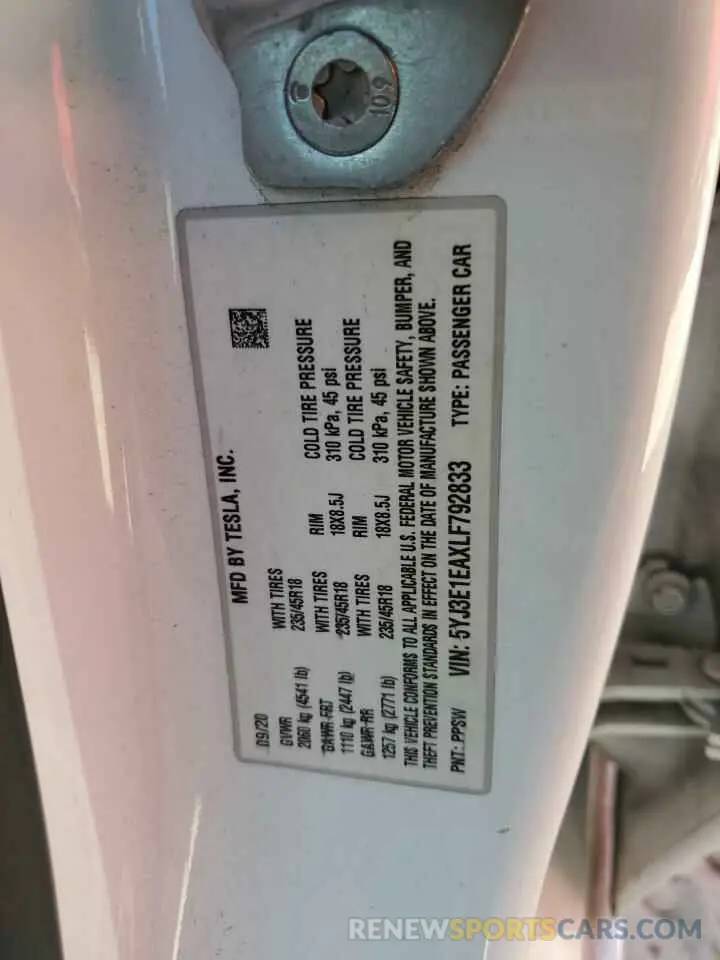 109
MFD BY TESLA, INC.
09/20
GVWR WITH TIRES RIM COLD TIRE PRESSURE
2060 kg (4541 lb) 235/45R18 18X8.5J 310 kPa, 45 psi
GAWR-FRT WITH TIRES RIM COLD TIRE PRESSURE
1110 kg (2447 lb) 235/45R18 18X8.5J 310 kPa, 45 psi
GAWR-RR WITH TIRES
1257 kg (2771 lb) 235/45R18
THIS VEHICLE CONFORMS TO ALL APPLICABLE U.S. FEDERAL MOTOR VEHICLE SAFETY, BUMPER, AND
THEFT PREVENTION STANDARDS IN EFFECT ON THE DATE OF MANUFACTURE SHOWN ABOVE.
PNT: PPSW VIN: 5YJ3E1EAXLF792833 TYPE: PASSENGER CAR
RENEWSPORTSCARS.COM